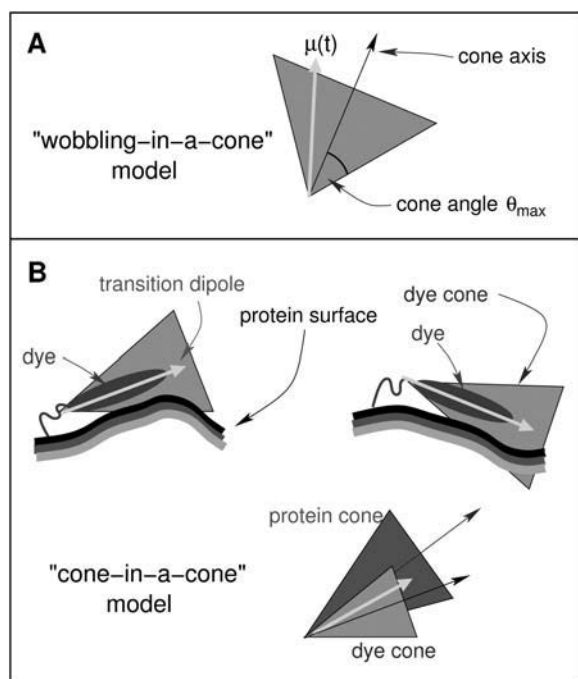 A
μ(t)
cone axis
"wobbling−in−a−cone"
model
cone angle θmax
B
transition dipole
dye cone
protein surface
dye
dye
protein cone
"cone−in−a−cone"
model
dye cone